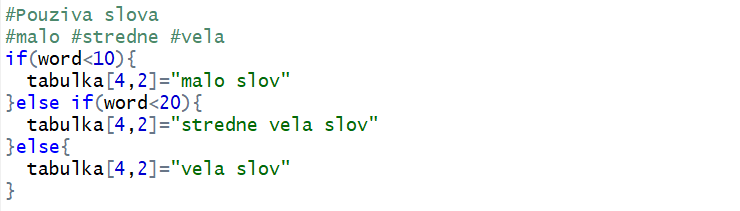 #Pouziva slova
#malo #stredne #vela
if(word<10){
  tabulka[4,2]="malo slov"
}else if(word<20){
  tabulka[4,2]="stredne vela slov"
}else{
  tabulka[4,2]="vela slov"
}